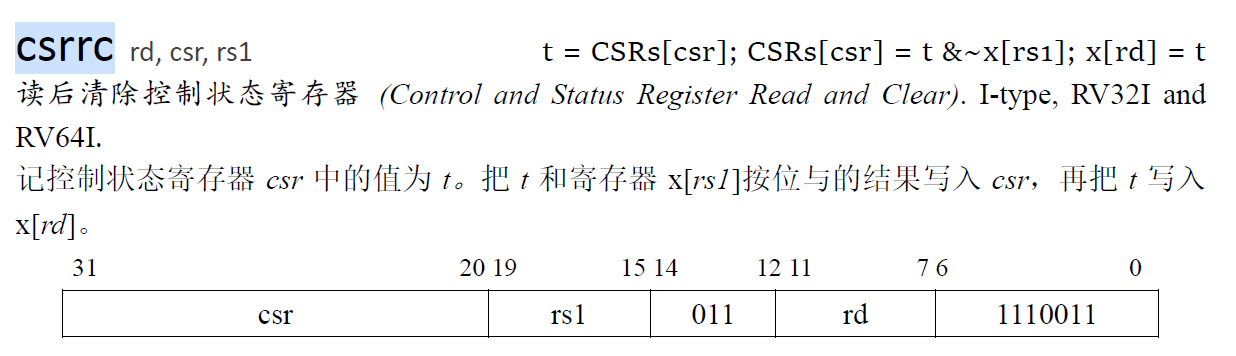 csrrc rd, csr, rs1 t = CSRs[csr]; CSRs[csr] = t &~x[rs1]; x[rd] = t
读后清除控制状态寄存器 (Control and Status Register Read and Clear). I-type, RV32I and
RV64I.
记控制状态寄存器 csr 中的值为 t。把 t 和寄存器 x[rs1]按位与的结果写入 csr，再把 t 写入
x[rd]。
31 20 19 15 14 12 11 7 6 0
csr rs1 011 rd 1110011